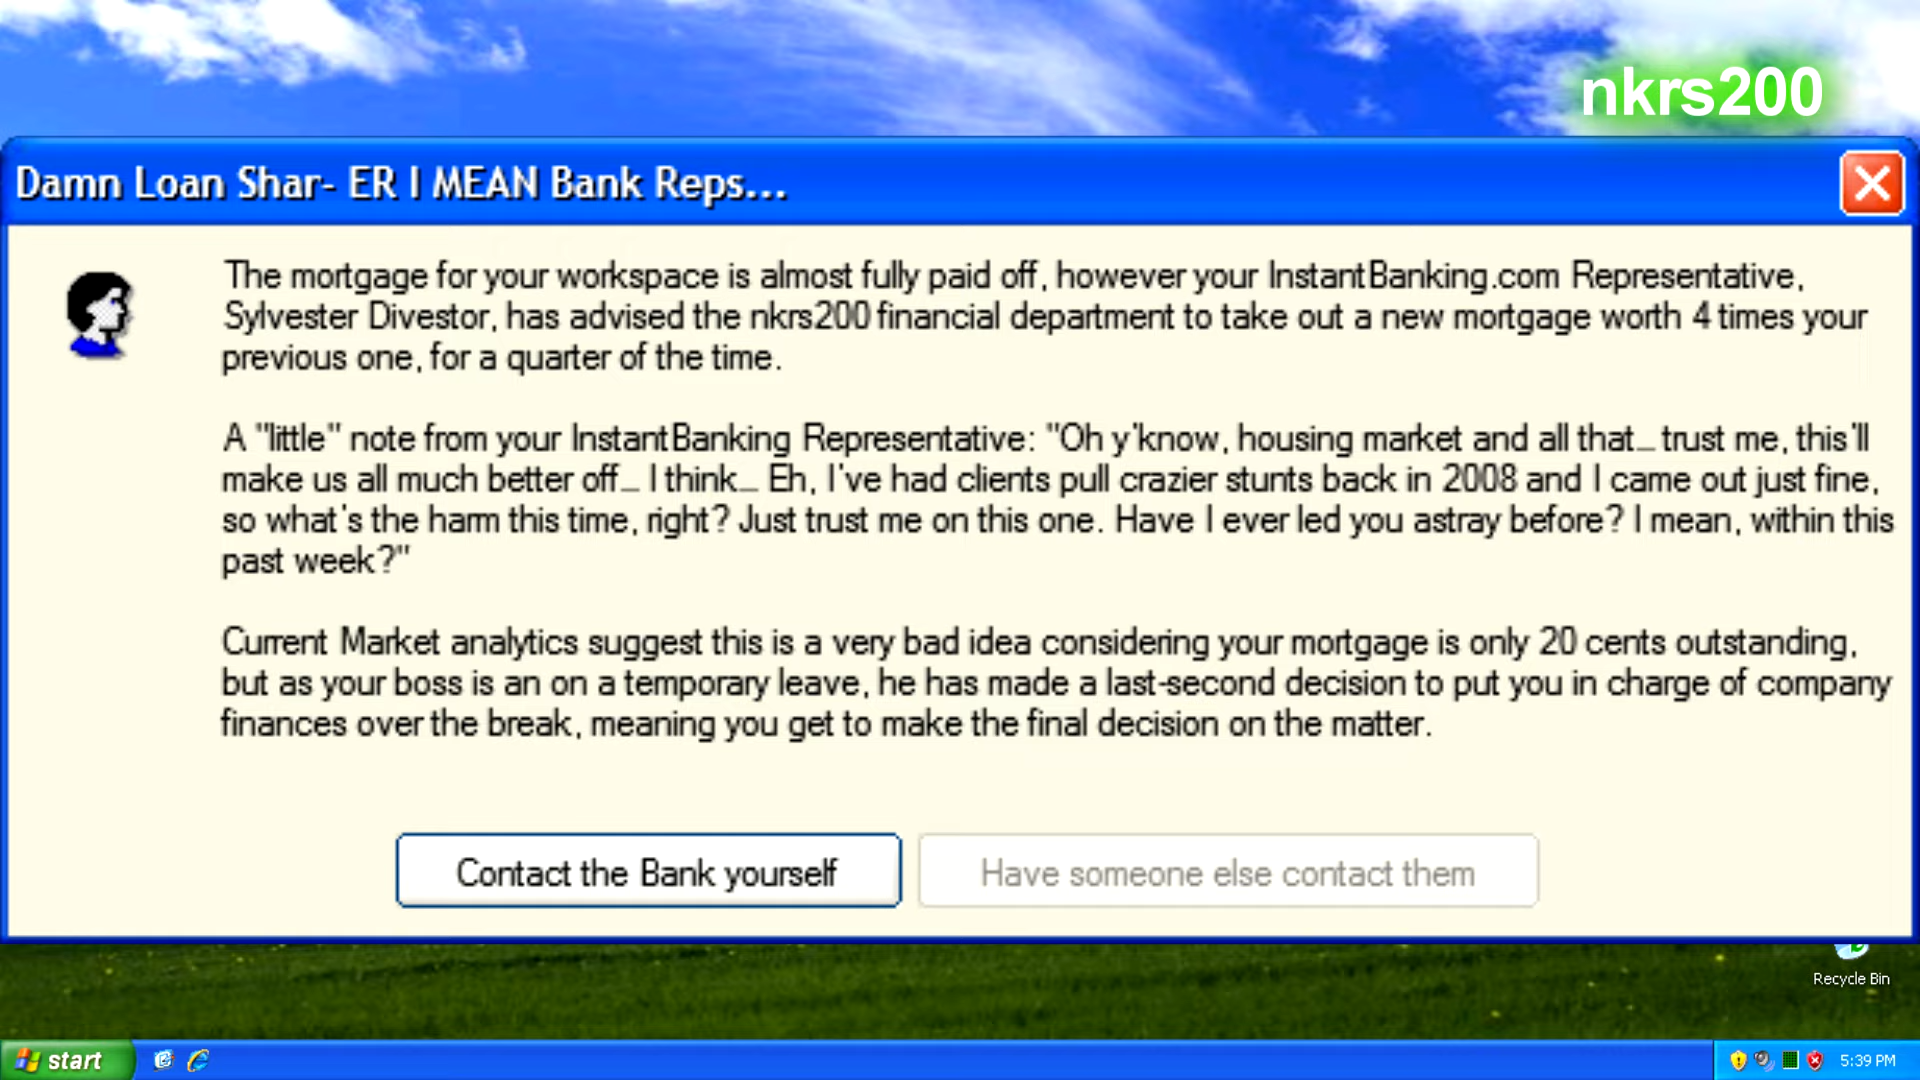 nkrs200
Damn Loan Shar- ER I MEAN Bank Reps...
The mortgage for your workspace is almost fully paid off, however your InstantBanking.com Representative,
Sylvester Divestor, has advised the nkrs200 financial department to take out a new mortgage worth 4 times your
previous one, for a quarter of the time.
A "little" note from your InstantBanking Representative: "Oh y'know, housing market and all that... trust me, this'll
make us all much better off... I think... Eh, I've had clients pull crazier stunts back in 2008 and I came out just fine,
so what's the harm this time, right? Just trust me on this one. Have I ever led you astray before? I mean, within this
past week?"
Current Market analytics suggest this is a very bad idea considering your mortgage is only 20 cents outstanding,
but as your boss is an on a temporary leave, he has made a last-second decision to put you in charge of company
finances over the break, meaning you get to make the final decision on the matter.
Contact the Bank yourself
Have someone else contact them
Recycle Bin
start
5:39 PM